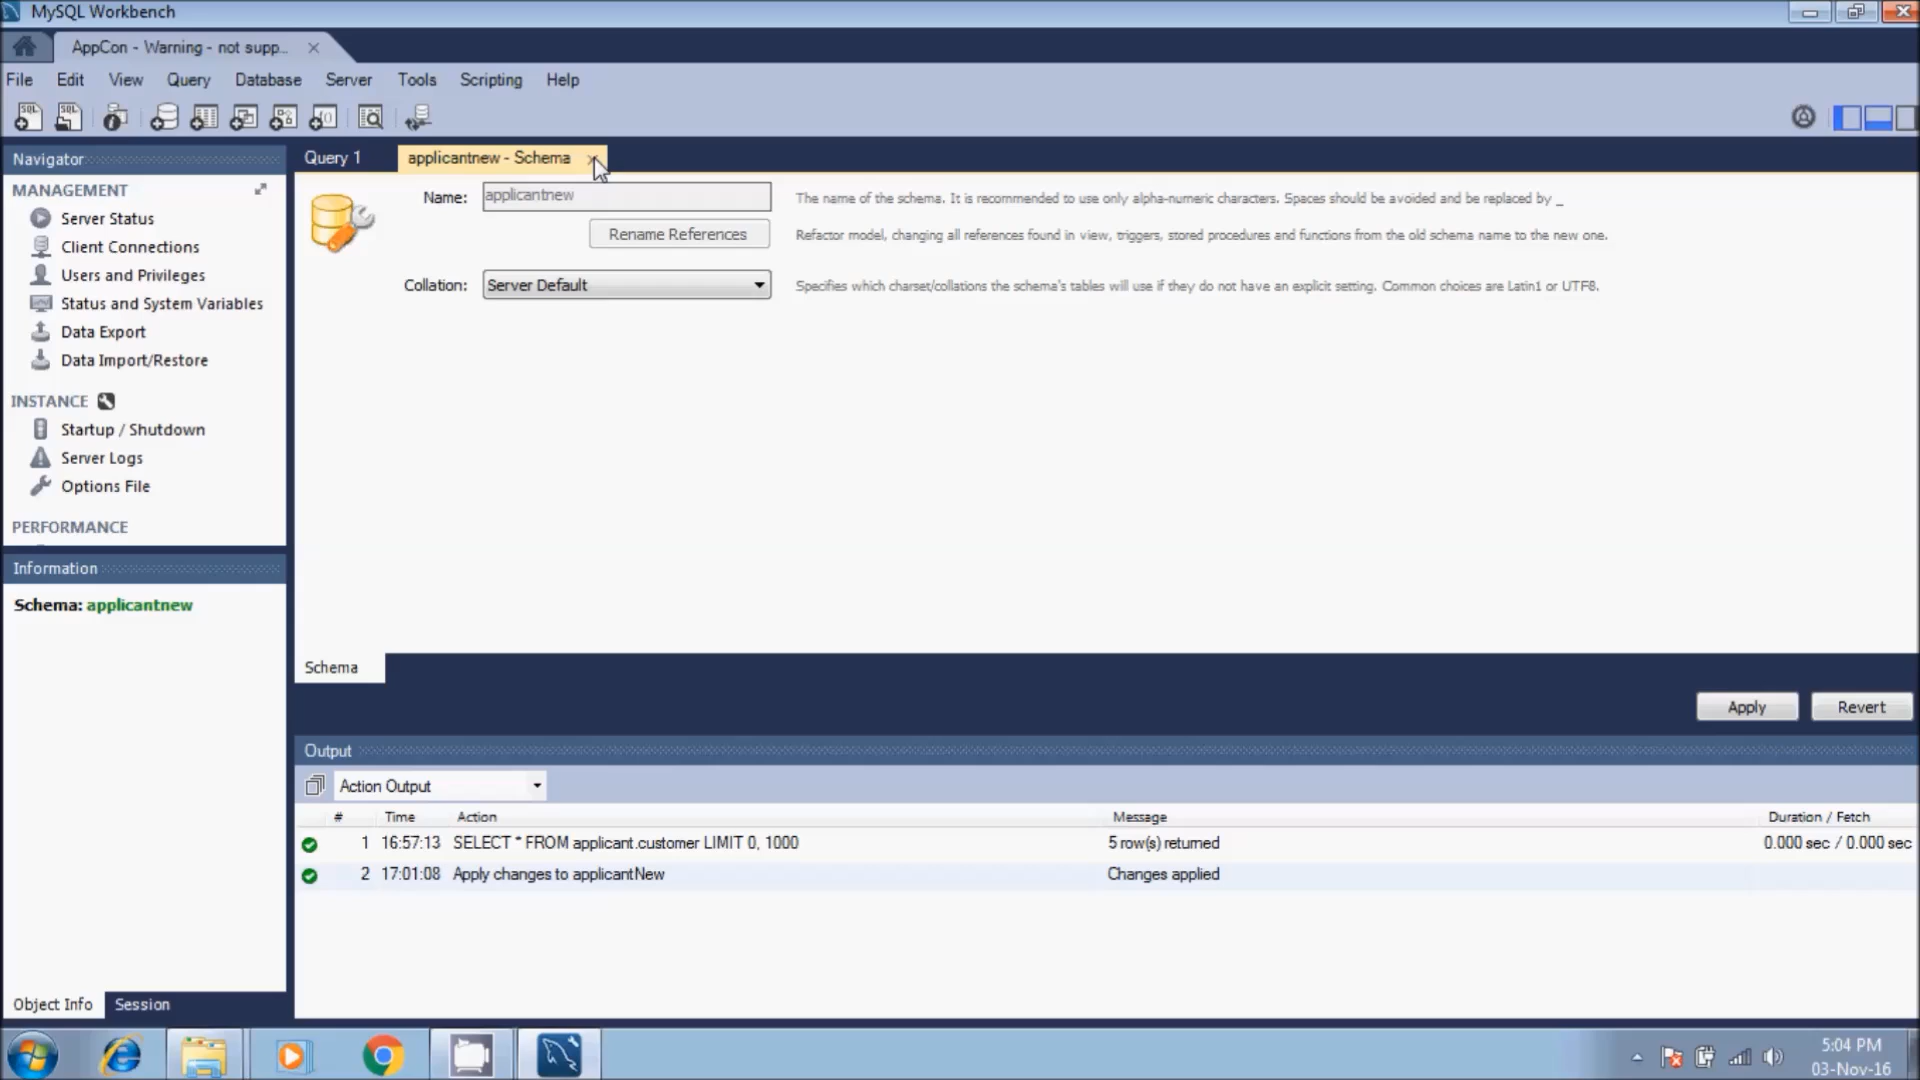 MySQL Workbench
AppCon - Warning - not supp...
File Edit View Query Database Server Tools Scripting Help
Navigator
MANAGEMENT
Server Status
Client Connections
Users and Privileges
Status and System Variables
Data Export
Data Import/Restore
INSTANCE
Startup / Shutdown
Server Logs
Options File
PERFORMANCE
Information
Schema: applicantnew
Object Info Session
Query 1 applicantnew - Schema
Name: applicantnew The name of the schema. It is recommended to use only alpha-numeric characters. Spaces should be avoided and be replaced by _
Rename References Refactor model, changing all references found in view, triggers, stored procedures and functions from the old schema name to the new one.
Collation: Server Default Specifies which charset/collations the schema's tables will use if they do not have an explicit setting. Common choices are Latin1 or UTF8.
Schema
Apply Revert
Output
Action Output
# Time Action Message Duration / Fetch
1 16:57:13 SELECT * FROM applicant.customer LIMIT 0, 1000 5 row(s) returned 0.000 sec / 0.000 sec
2 17:01:08 Apply changes to applicantNew Changes applied
5:04 PM
03-Nov-16